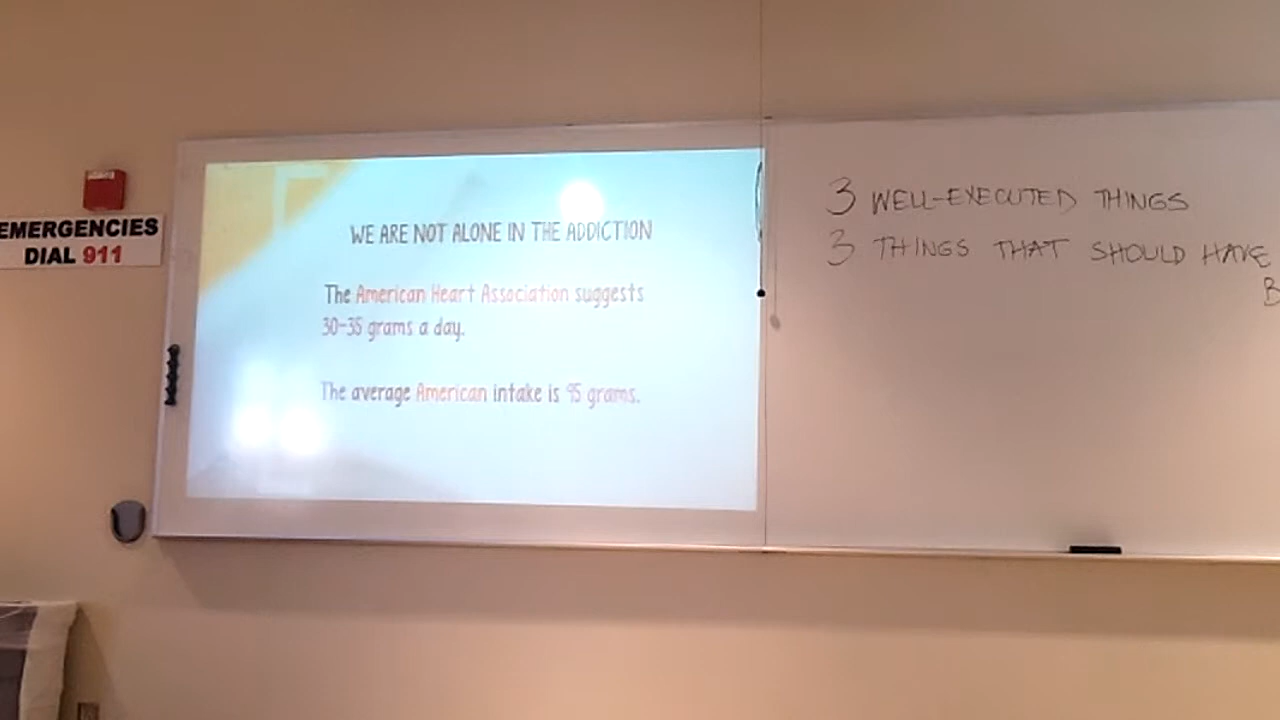 EMERGENCIES
DIAL 911
WE ARE NOT ALONE IN THE ADDICTION
The American Heart Association suggests
30-35 grams a day.
The average American intake is 95 grams.
3 WELL-EXECUTED THINGS
3 THINGS THAT SHOULD HAVE